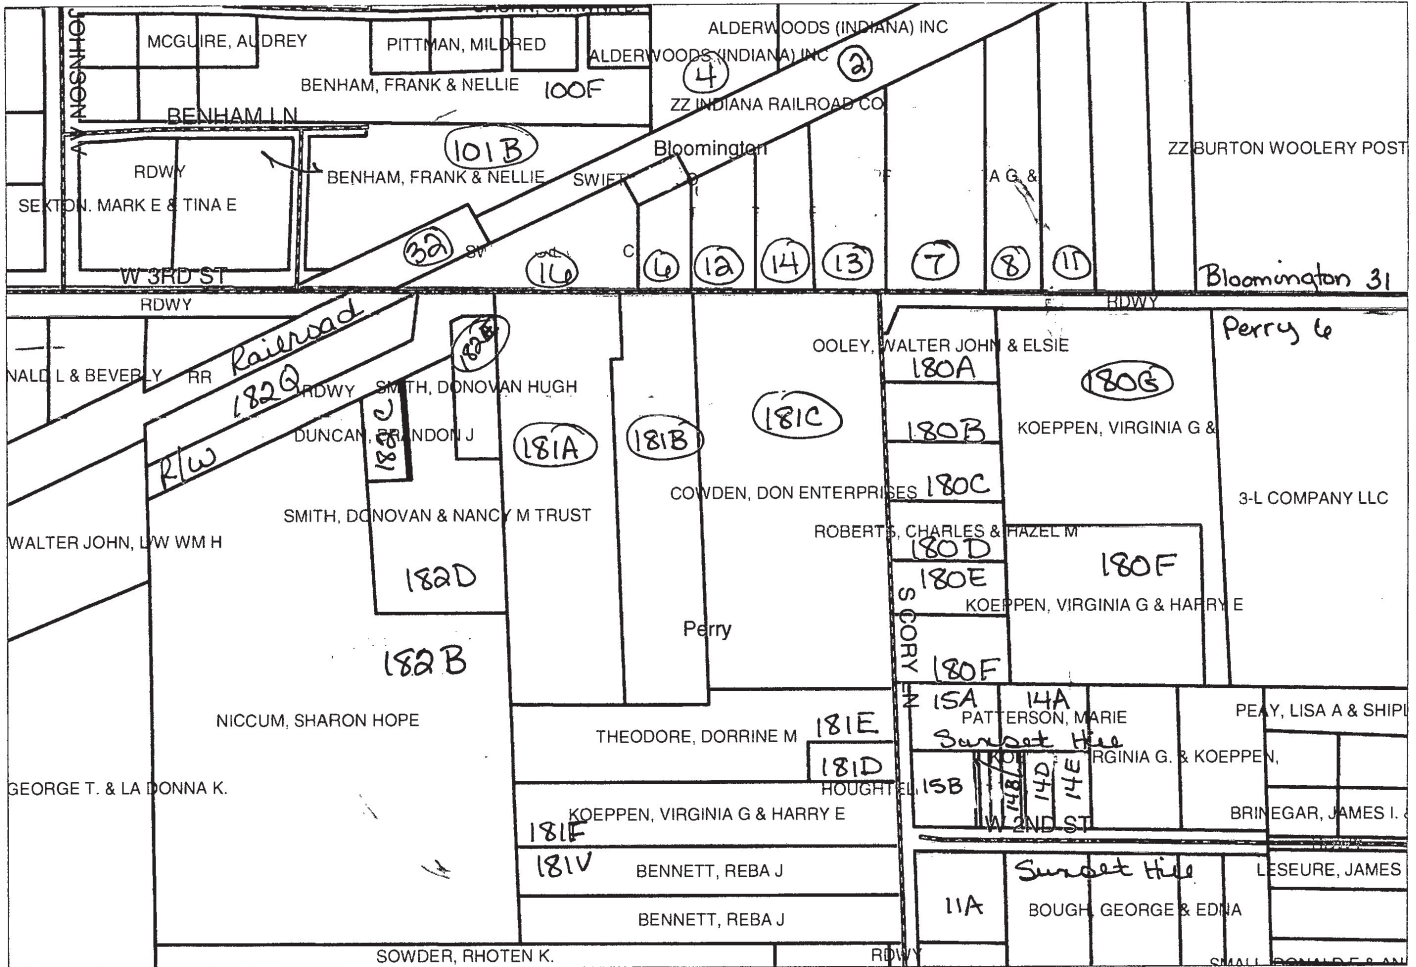 JOHNSON AV
MCGUIRE, AUDREY
PITTMAN, MILDRED
ALDERWOODS (INDIANA) INC
ALDERWOODS (INDIANA) INC
4
2
BENHAM, FRANK & NELLIE
100F
ZZ INDIANA RAILROAD CO
BENHAM LN
101B
Bloomington
ZZ BURTON WOOLERY POST
RDWY
BENHAM, FRANK & NELLIE
SWIFT
A G, &
SEXTON. MARK E & TINA E
32
SW
C
16
6
12
14
13
7
8
11
W 3RD ST
Bloomington 31
RDWY
RDWY
Railroad
182E
Perry 6
OOLEY, WALTER JOHN & ELSIE
NALD L & BEVERLY
RR
182Q
RDWY
SMITH, DONOVAN HUGH
180A
180G
182C
181C
DUNCAN, BRANDON J
181A
181B
180B
KOEPPEN, VIRGINIA G &
R/W
COWDEN, DON ENTERPRISES
180C
3-L COMPANY LLC
SMITH, DONOVAN & NANCY M TRUST
ROBERTS, CHARLES & HAZEL M
WALTER JOHN, L/W WM H
180D
180F
182D
180E
S CORY LN
KOEPPEN, VIRGINIA G & HARRY E
Perry
182B
180F
15A
14A
NICCUM, SHARON HOPE
PATTERSON, MARIE
PEAY, LISA A & SHIPL
THEODORE, DORRINE M
181E
Sunset Hill
KOE
RGINIA G. & KOEPPEN,
181D
GEORGE T. & LA DONNA K.
HOUGHTEL
15B
14B
14D
14E
KOEPPEN, VIRGINIA G & HARRY E
BRINEGAR, JAMES I. &
181F
W 2ND ST
181V
BENNETT, REBA J
Sunset Hill
LESEURE, JAMES
11A
BOUGH, GEORGE & EDNA
BENNETT, REBA J
SOWDER, RHOTEN K.
RDWY